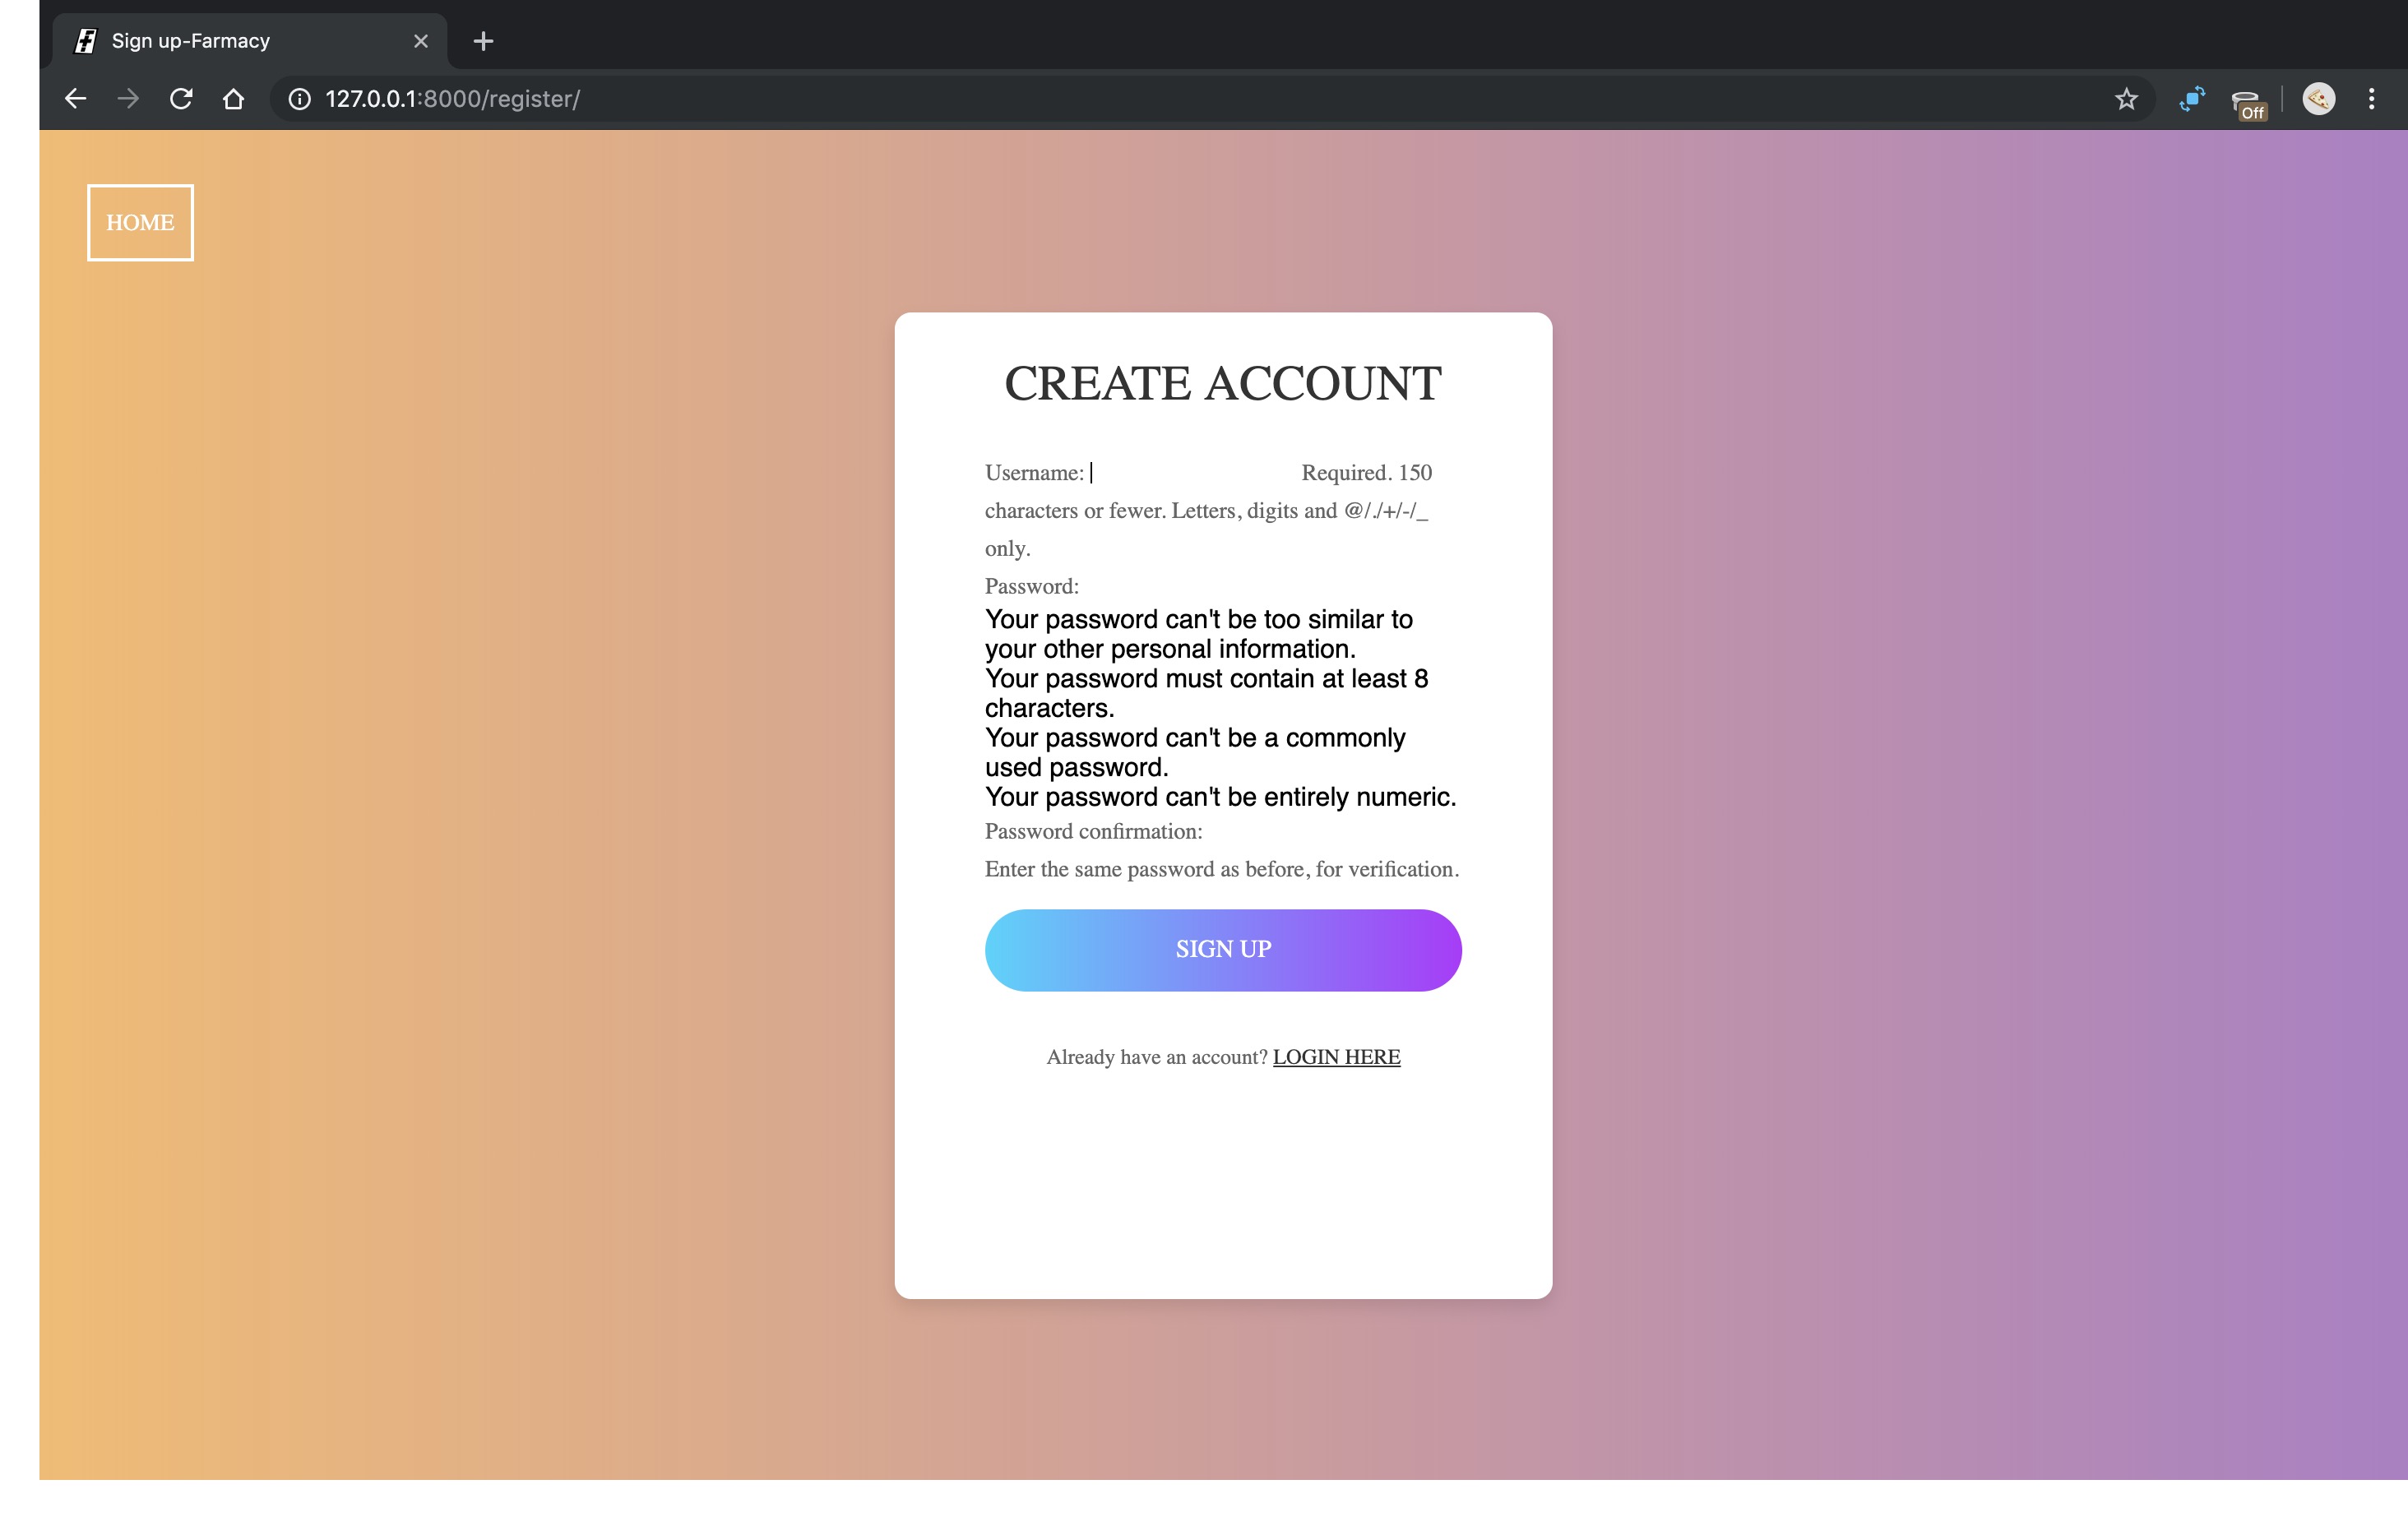 Sign up-Farmacy
127.0.0.1:8000/register/
Off
HOME
CREATE ACCOUNT
Username: Required. 150
characters or fewer. Letters, digits and @/./+/-/_
only.
Password:
Your password can't be too similar to
your other personal information.
Your password must contain at least 8
characters.
Your password can't be a commonly
used password.
Your password can't be entirely numeric.
Password confirmation:
Enter the same password as before, for verification.
SIGN UP
Already have an account? LOGIN HERE